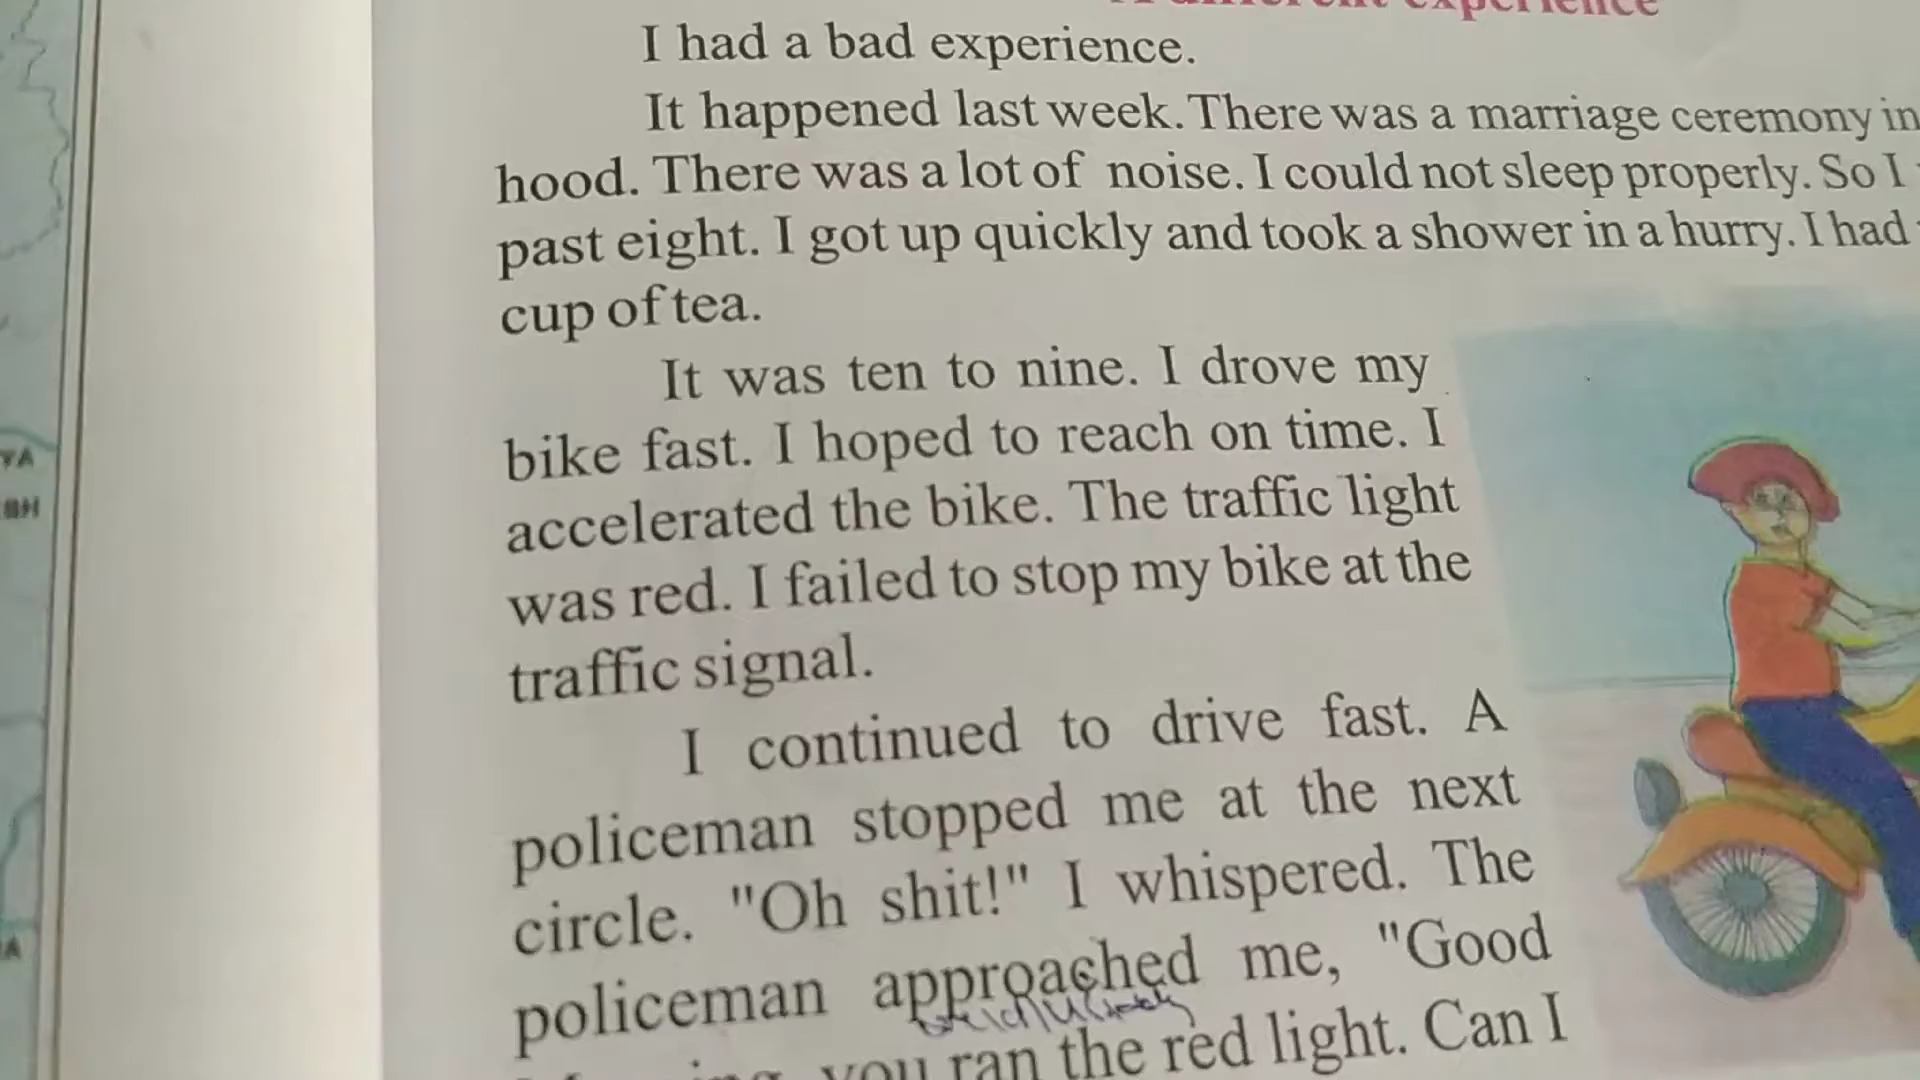 A different experience
I had a bad experience.
It happened last week. There was a marriage ceremony in
hood. There was a lot of noise. I could not sleep properly. So I
past eight. I got up quickly and took a shower in a hurry. I had
cup of tea.
It was ten to nine. I drove my
bike fast. I hoped to reach on time. I
accelerated the bike. The traffic light
was red. I failed to stop my bike at the
traffic signal.
I continued to drive fast. A
policeman stopped me at the next
circle. "Oh shit!" I whispered. The
policeman approached me, "Good
you ran the red light. Can I